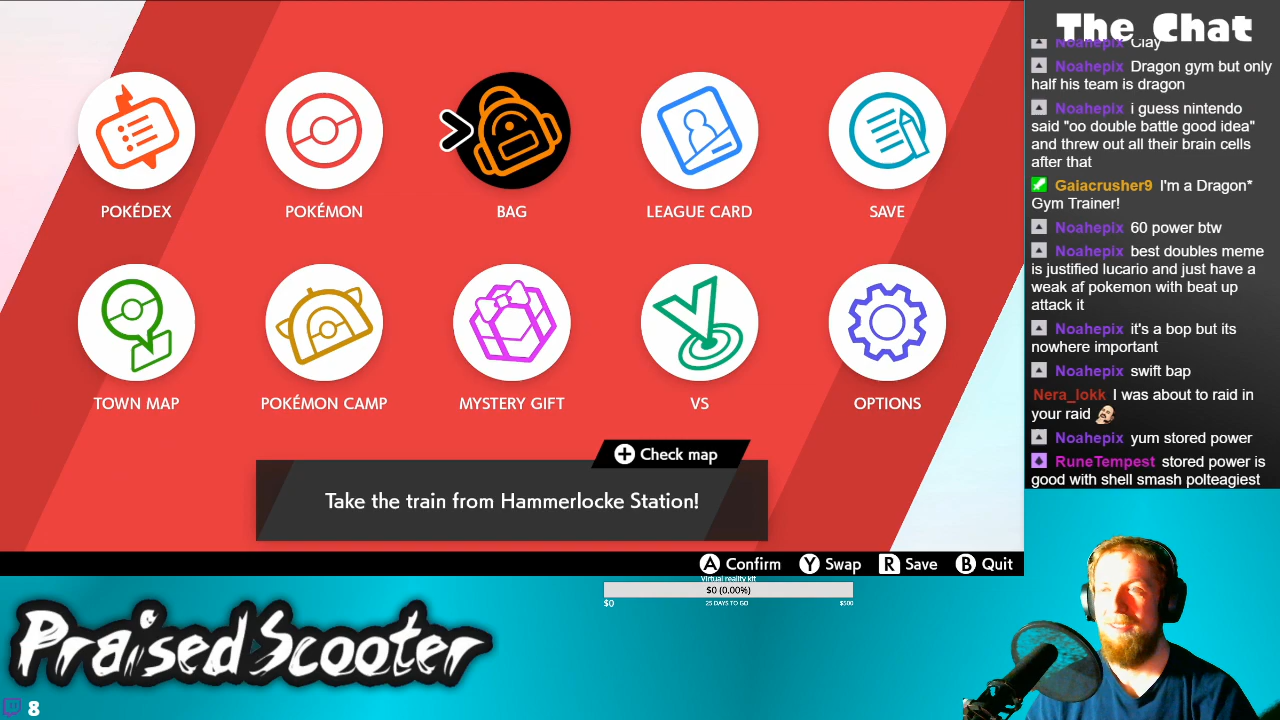 POKÉDEX
POKÉMON
BAG
LEAGUE CARD
SAVE
TOWN MAP
POKÉMON CAMP
MYSTERY GIFT
VS
OPTIONS
Check map
Take the train from Hammerlocke Station!
A Confirm Y Swap R Save B Quit
Virtual reality kit
$0 (0.00%)
$0 25 DAYS TO GO $500
Praised Scooter
8
The Chat
Noahepix Clay
Noahepix Dragon gym but only
half his team is dragon
Noahepix i guess nintendo
said "oo double battle good idea"
and threw out all their brain cells
after that
Gaiacrusher9 I'm a Dragon*
Gym Trainer!
Noahepix 60 power btw
Noahepix best doubles meme
is justified lucario and just have a
weak af pokemon with beat up
attack it
Noahepix it's a bop but its
nowhere important
Noahepix swift bap
Nera_lokk I was about to raid in
your raid
Noahepix yum stored power
RuneTempest stored power is
good with shell smash polteagiest